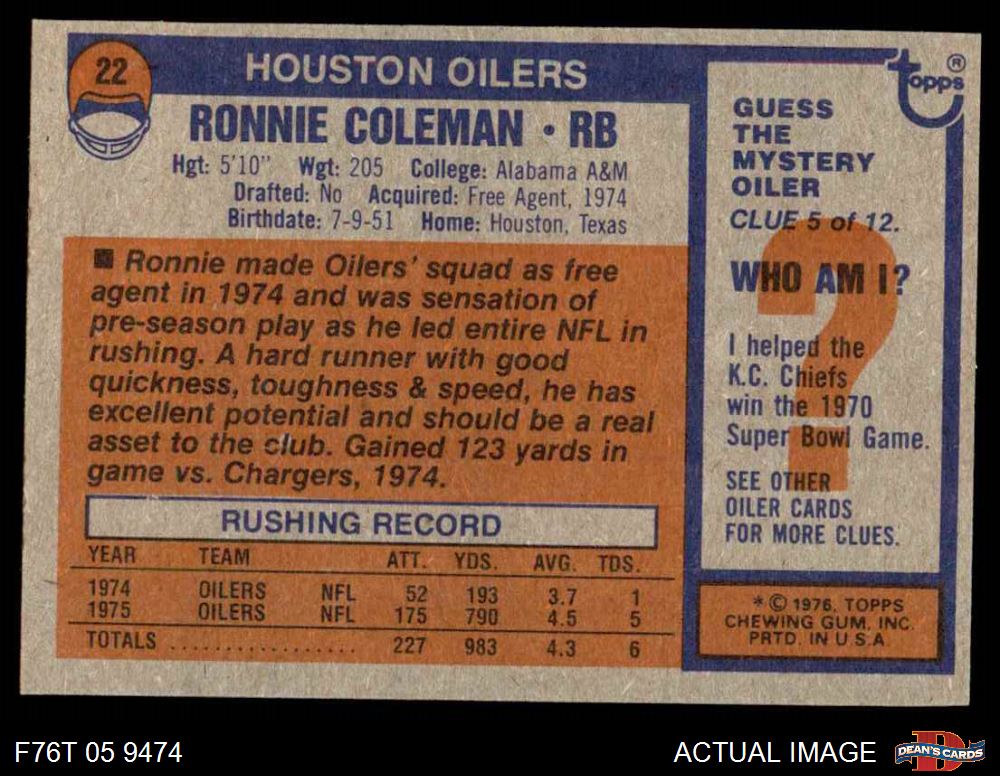 22
HOUSTON OILERS
RONNIE COLEMAN • RB
Hgt: 5'10" Wgt: 205 College: Alabama A&M
Drafted: No Acquired: Free Agent, 1974
Birthdate: 7-9-51 Home: Houston, Texas
■ Ronnie made Oilers' squad as free
agent in 1974 and was sensation of
pre-season play as he led entire NFL in
rushing. A hard runner with good
quickness, toughness & speed, he has
excellent potential and should be a real
asset to the club. Gained 123 yards in
game vs. Chargers, 1974.
RUSHING RECORD
YEAR TEAM ATT. YDS. AVG. TDS.
1974 OILERS NFL 52 193 3.7 1
1975 OILERS NFL 175 790 4.5 5
TOTALS ................. 227 983 4.3 6
topps ®
GUESS
THE
MYSTERY
OILER
CLUE 5 of 12.
WHO AM I?
?
I helped the
K.C. Chiefs
win the 1970
Super Bowl Game.
SEE OTHER
OILER CARDS
FOR MORE CLUES.
* © 1976, TOPPS
CHEWING GUM, INC.
PRTD. IN U.S.A.
F76T 05 9474
ACTUAL IMAGE
D
DEAN'S CARDS